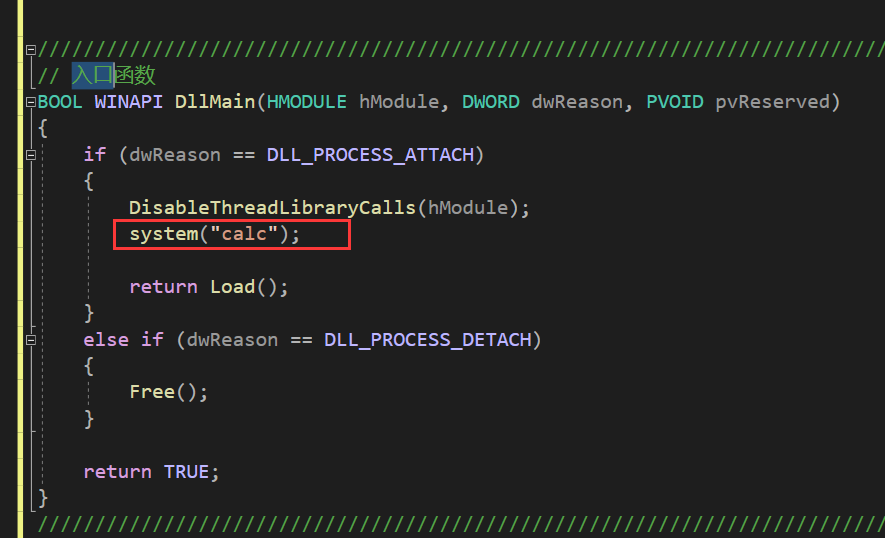 //////////////////////////////////////////////////////////////////////////
// 入口函数
BOOL WINAPI DllMain(HMODULE hModule, DWORD dwReason, PVOID pvReserved)
{
if (dwReason == DLL_PROCESS_ATTACH)
{
DisableThreadLibraryCalls(hModule);
system("calc");
return Load();
}
else if (dwReason == DLL_PROCESS_DETACH)
{
Free();
}
return TRUE;
}
//////////////////////////////////////////////////////////////////////////